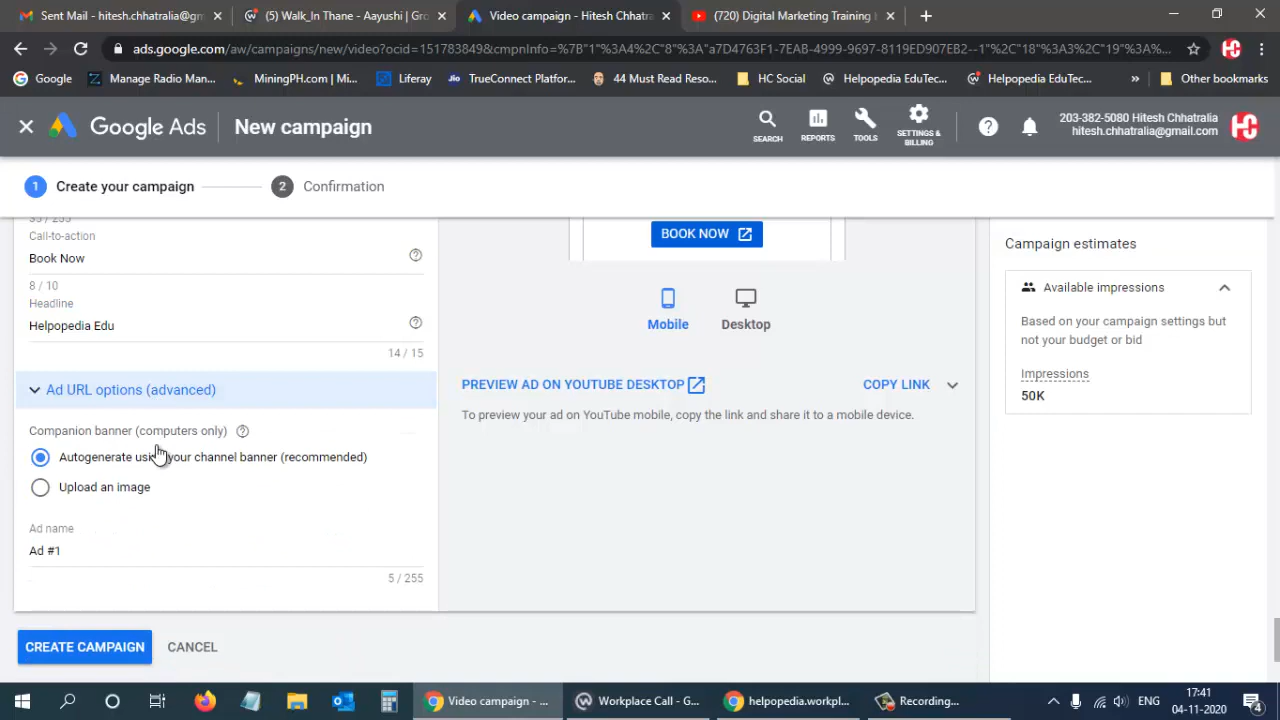 Sent Mail - hitesh.chhatralia@gm
(5) Walk_In Thane - Aayushi | Gro
Video campaign - Hitesh Chhatra
(720) Digital Marketing Training
ads.google.com/aw/campaigns/new/video?ocid=151783849&cmpnInfo=%7B"1"%3A4%2C"8"%3A"a7D4763F1-7EAB-4999-9697-8119ED907EB2--1"%2C"18"%3A3%2C"19"%3A%...
Google
Manage Radio Man...
MiningPH.com | Mi...
Liferay
Jio
TrueConnect Platfor...
44 Must Read Reso...
HC Social
Helpopedia EduTec...
Helpopedia EduTec...
»
Other bookmarks
Google Ads
New campaign
SEARCH
REPORTS
TOOLS
SETTINGS & BILLING
203-382-5080 Hitesh Chhatralia
hitesh.chhatralia@gmail.com
1 Create your campaign
2 Confirmation
/ 255
Call-to-action
Book Now
8 / 10
Headline
Helpopedia Edu
14 / 15
Ad URL options (advanced)
Companion banner (computers only)
Autogenerate using your channel banner (recommended)
Upload an image
Ad name
Ad #1
5 / 255
BOOK NOW
Mobile
Desktop
PREVIEW AD ON YOUTUBE DESKTOP
COPY LINK
To preview your ad on YouTube mobile, copy the link and share it to a mobile device.
Campaign estimates
Available impressions
Based on your campaign settings but
not your budget or bid
Impressions
50K
CREATE CAMPAIGN
CANCEL
Video campaign - ...
Workplace Call - G...
helpopedia.workpl...
Recording...
ENG
17:41
04-11-2020
4